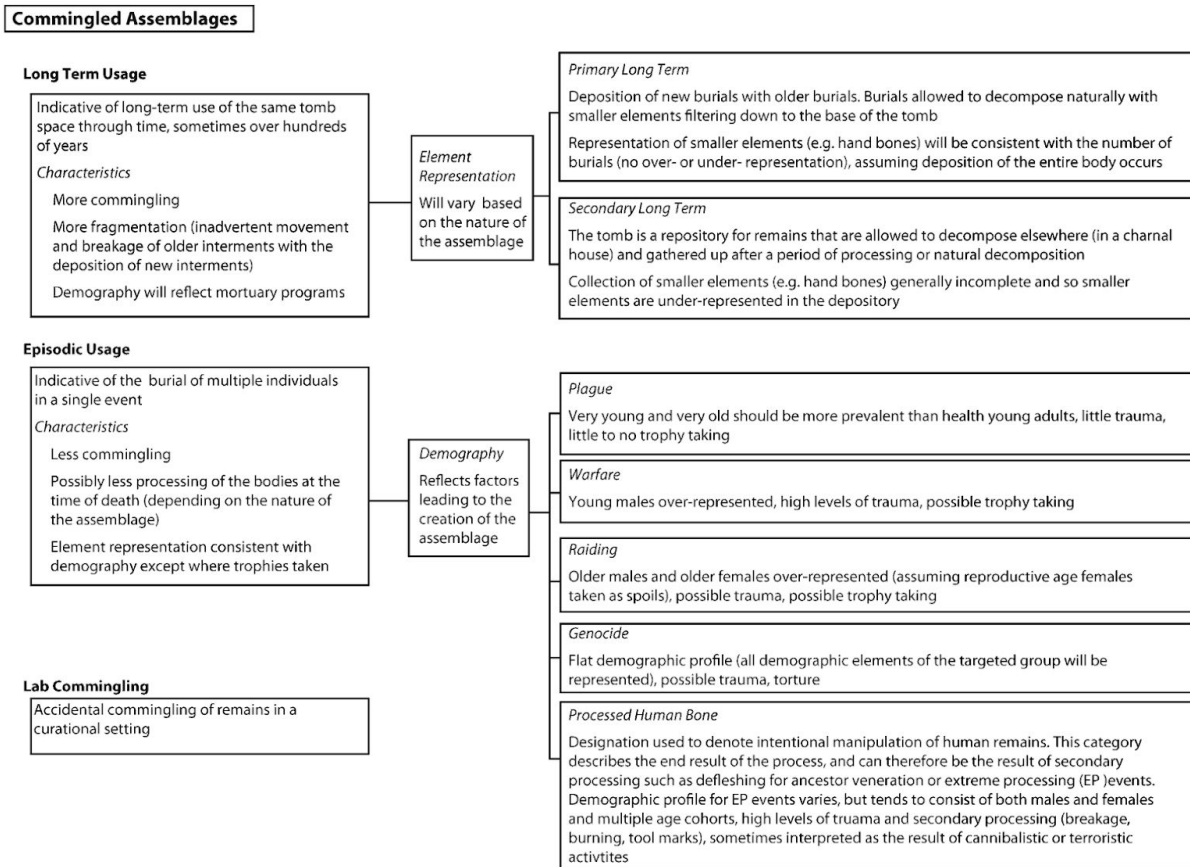 Commingled Assemblages
Long Term Usage
Indicative of long-term use of the same tomb
space through time, sometimes over hundreds
of years
Characteristics
More commingling
More fragmentation (inadvertent movement
and breakage of older interments with the
deposition of new interments)
Demography will reflect mortuary programs
Element
Representation
Will vary based
on the nature of
the assemblage
Primary Long Term
Deposition of new burials with older burials. Burials allowed to decompose naturally with
smaller elements filtering down to the base of the tomb
Representation of smaller elements (e.g. hand bones) will be consistent with the number of
burials (no over- or under- representation), assuming deposition of the entire body occurs
Secondary Long Term
The tomb is a repository for remains that are allowed to decompose elsewhere (in a charnal
house) and gathered up after a period of processing or natural decomposition
Collection of smaller elements (e.g. hand bones) generally incomplete and so smaller
elements are under-represented in the depository
Episodic Usage
Indicative of the burial of multiple individuals
in a single event
Characteristics
Less commingling
Possibly less processing of the bodies at the
time of death (depending on the nature of
the assemblage)
Element representation consistent with
demography except where trophies taken
Demography
Reflects factors
leading to the
creation of the
assemblage
Plague
Very young and very old should be more prevalent than health young adults, little trauma,
little to no trophy taking
Warfare
Young males over-represented, high levels of trauma, possible trophy taking
Raiding
Older males and older females over-represented (assuming reproductive age females
taken as spoils), possible trauma, possible trophy taking
Genocide
Flat demographic profile (all demographic elements of the targeted group will be
represented), possible trauma, torture
Processed Human Bone
Designation used to denote intentional manipulation of human remains. This category
describes the end result of the process, and can therefore be the result of secondary
processing such as defleshing for ancestor veneration or extreme processing (EP )events.
Demographic profile for EP events varies, but tends to consist of both males and females
and multiple age cohorts, high levels of truama and secondary processing (breakage,
burning, tool marks), sometimes interpreted as the result of cannibalistic or terroristic
activtites
Lab Commingling
Accidental commingling of remains in a
curational setting